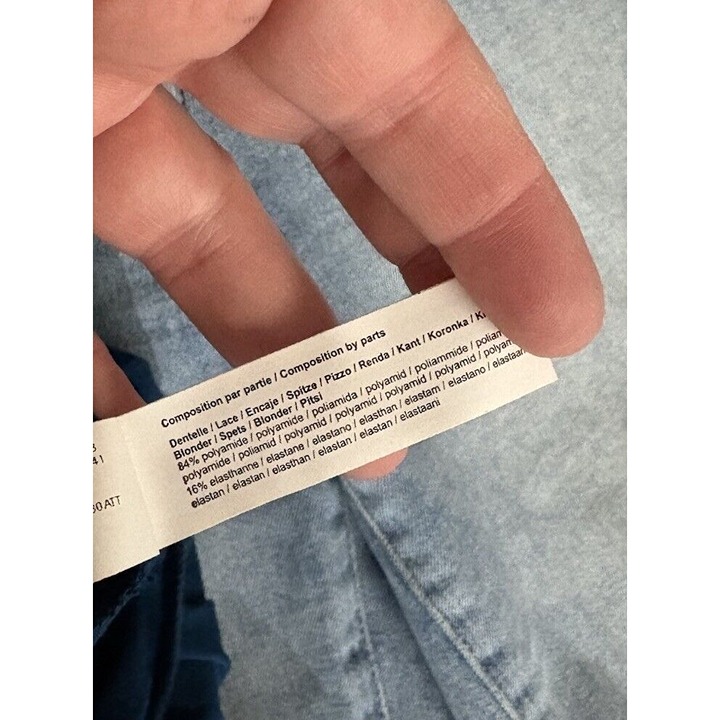 Composition par partie / Composition by parts
Dentelle / Lace / Encaje / Spitze / Pizzo / Renda / Kant / Koronka /
Blonder / Spets / Blonder / Pitsi
84% polyamide / polyamide / poliamida / polyamid / poliammide /
polyamide / poliamid / polyamid / polyamid / polyamid /
16% elasthanne / elastane / elastano / elasthan / elastam / elastano /
elastan / elastan / elasthan / elastan / elastan / elastaani
41
30ATT